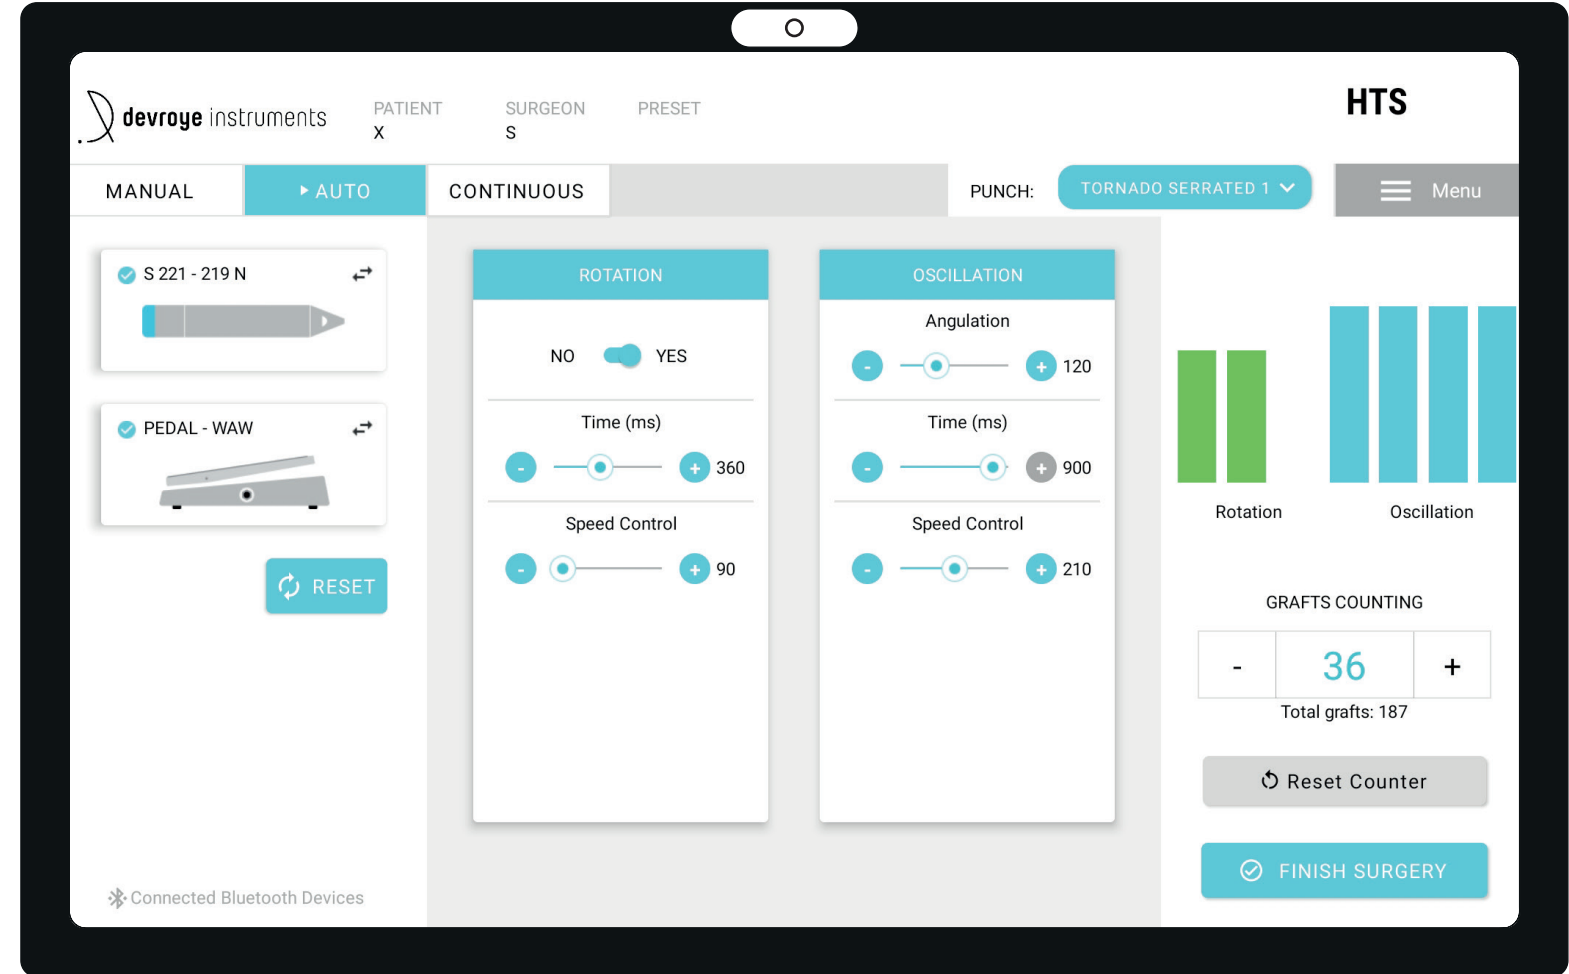 devroye instruments
PATIENT
X
SURGEON
S
PRESET
HTS
MANUAL
AUTO
CONTINUOUS
PUNCH:
TORNADO SERRATED 1
Menu
S 221 - 219 N
PEDAL - WAW
RESET
Connected Bluetooth Devices
ROTATION
NO YES
Time (ms)
- + 360
Speed Control
- + 90
OSCILLATION
Angulation
- + 120
Time (ms)
- + 900
Speed Control
- + 210
Rotation
Oscillation
GRAFTS COUNTING
- 36 +
Total grafts: 187
Reset Counter
FINISH SURGERY